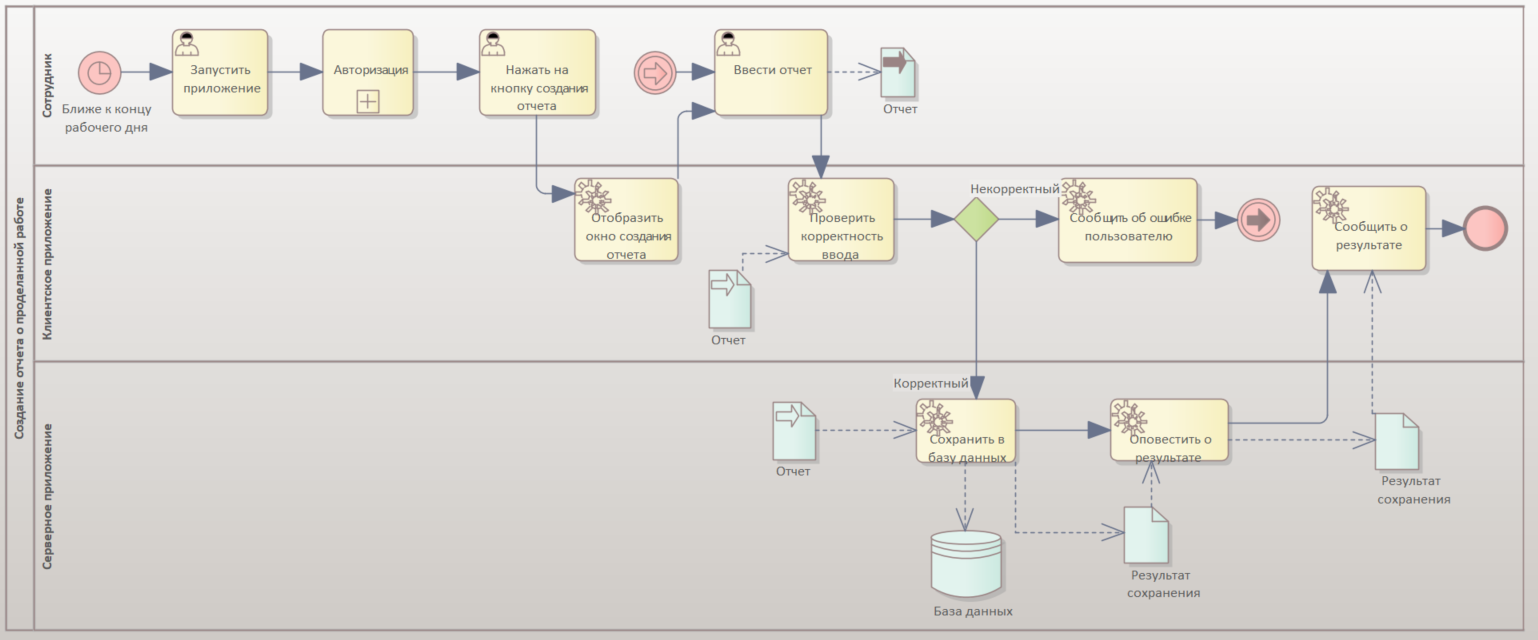 Создание отчета о проделанной работе
Сотрудник
Ближе к концу
рабочего дня
Запустить
приложение
Авторизация
Нажать на
кнопку создания
отчета
Ввести отчет
Отчет
Клиентское приложение
Отобразить
окно создания
отчета
Отчет
Проверить
корректность
ввода
Некорректный
Сообщить об ошибке
пользователю
Сообщить о
результате
Серверное приложение
Корректный
Отчет
Сохранить в
базу данных
База данных
Оповестить о
результате
Результат
сохранения
Результат
сохранения